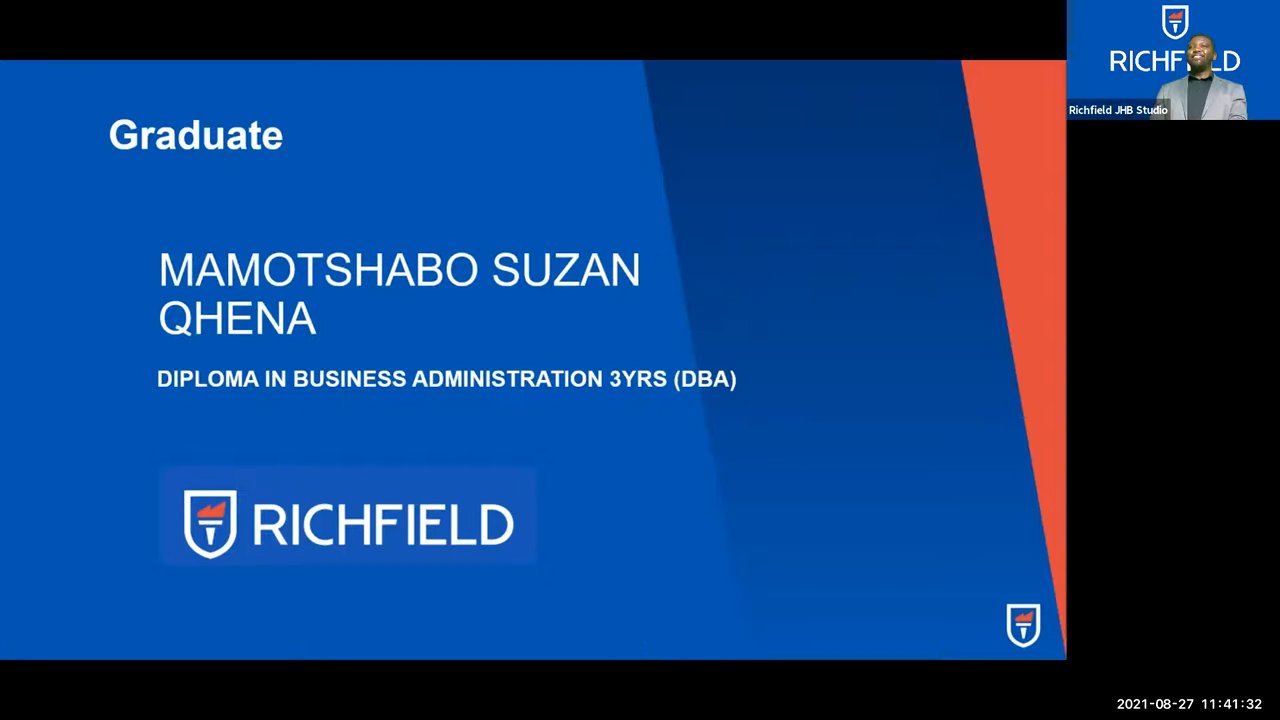 Graduate
MAMOTSHABO SUZAN
QHENA
DIPLOMA IN BUSINESS ADMINISTRATION 3YRS (DBA)
RICHFIELD
Richfield JHB Studio
2021-08-27 11:41:32